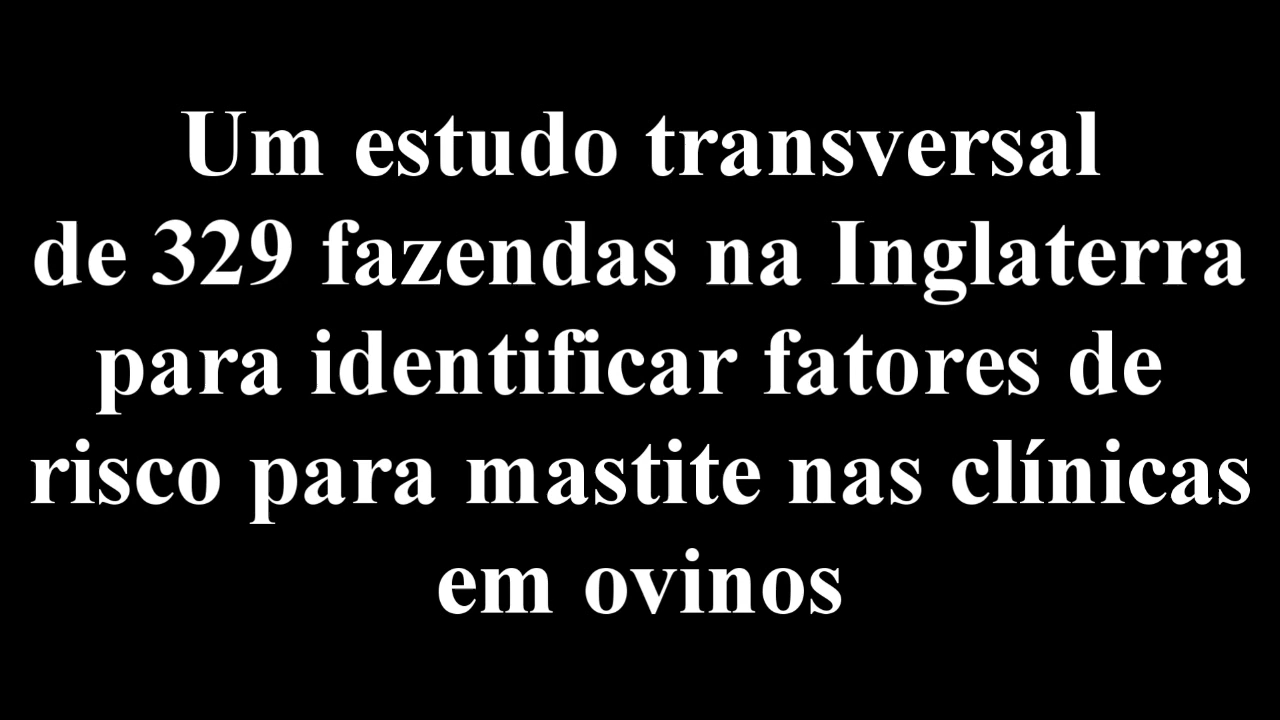 Um estudo transversal
de 329 fazendas na Inglaterra
para identificar fatores de
risco para mastite nas clínicas
em ovinos